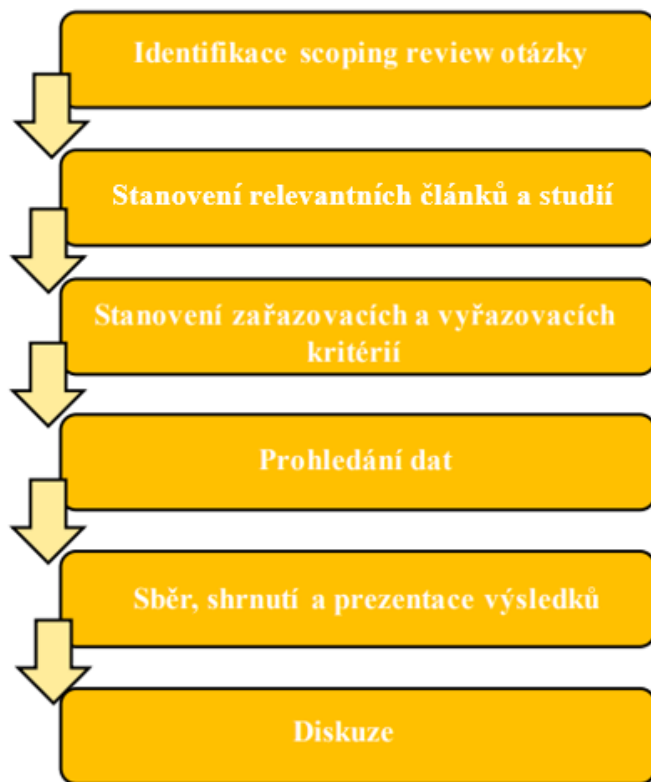 Identifikace scoping review otázky
Stanovení relevantních článků a studií
Stanovení zařazovacích a vyřazovacích
kritérií
Prohledání dat
Sběr, shrnutí a prezentace výsledků
Diskuze